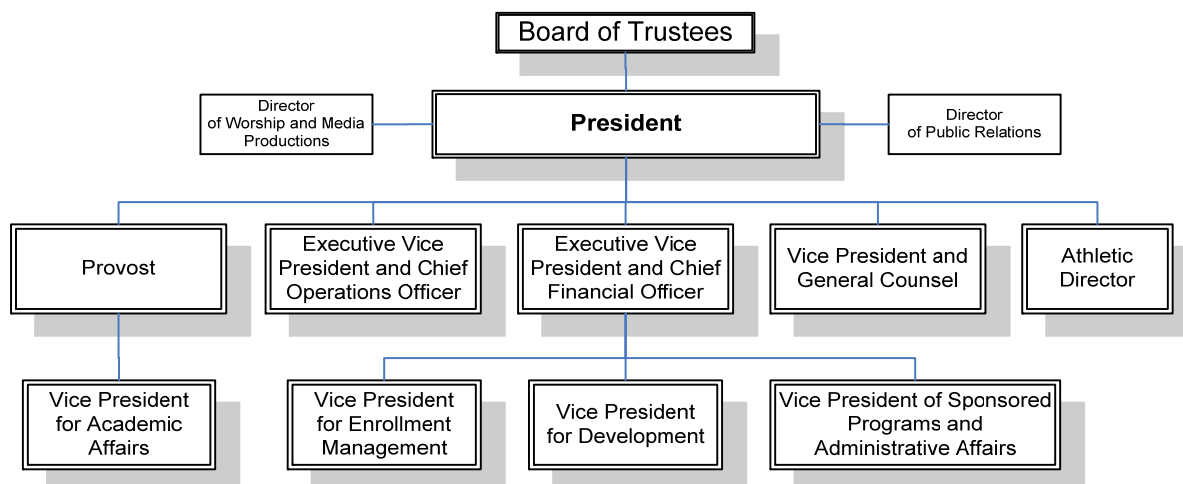 Board of Trustees
Director
of Worship and Media
Productions
President
Director
of Public Relations
Provost
Executive Vice
President and Chief
Operations Officer
Executive Vice
President and Chief
Financial Officer
Vice President and
General Counsel
Athletic
Director
Vice President
for Academic
Affairs
Vice President
for Enrollment
Management
Vice President
for Development
Vice President of Sponsored
Programs and
Administrative Affairs